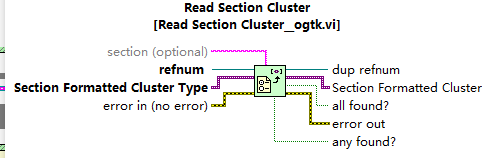 Read Section Cluster
[Read Section Cluster__ogtk.vi]
section (optional)
refnum
dup refnum
Section Formatted Cluster Type
Section Formatted Cluster
error in (no error)
all found?
error out
any found?